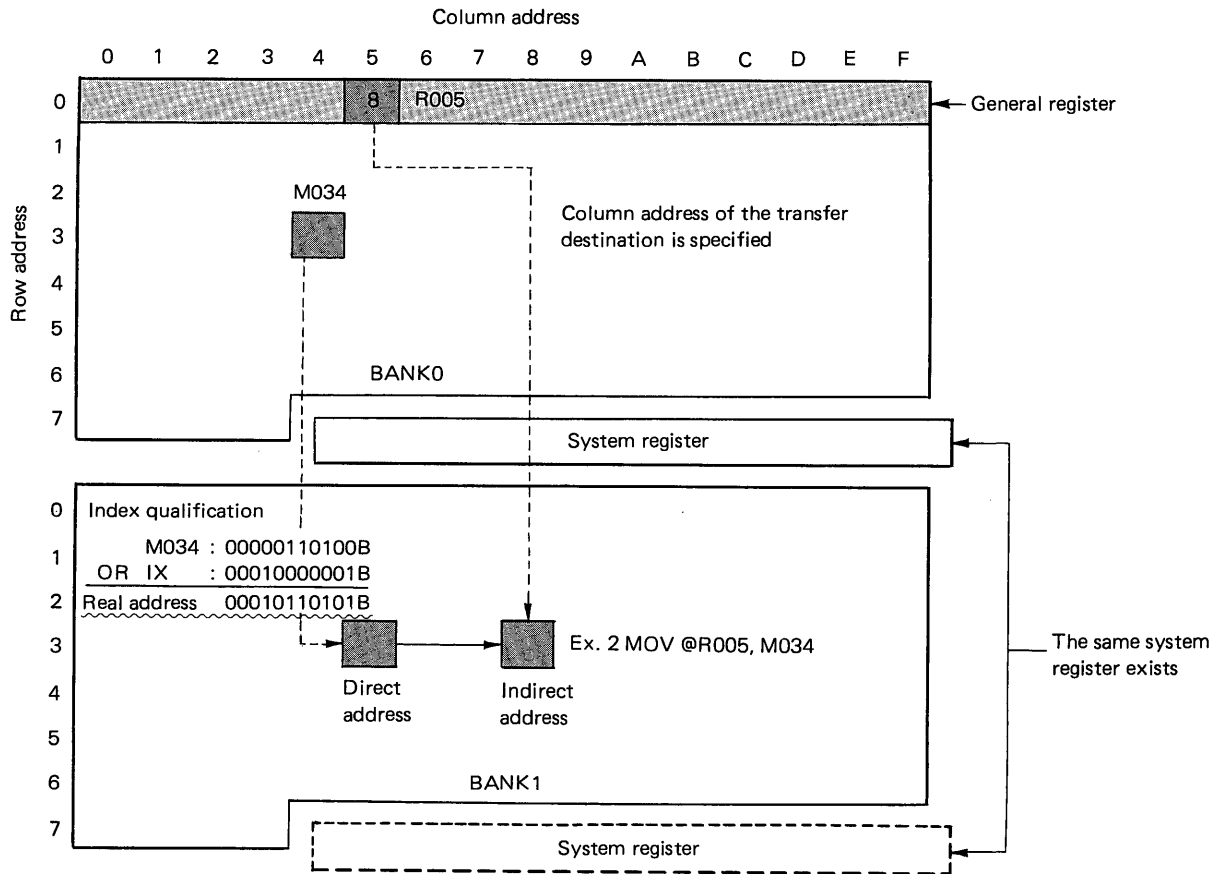 Column address
0 1 2 3 4 5 6 7 8 9 A B C D E F
0 8 R005 General register
1
2 M034
Column address of the transfer
destination is specified
3
4
5
6 BANK0
7
System register
Row address
0 Index qualification
1 M034 : 00000110100B
OR IX : 00010000001B
2 Real address 00010110101B
3 Ex. 2 MOV @R005, M034
The same system
register exists
4 Direct Indirect
address address
5
6 BANK1
7
System register